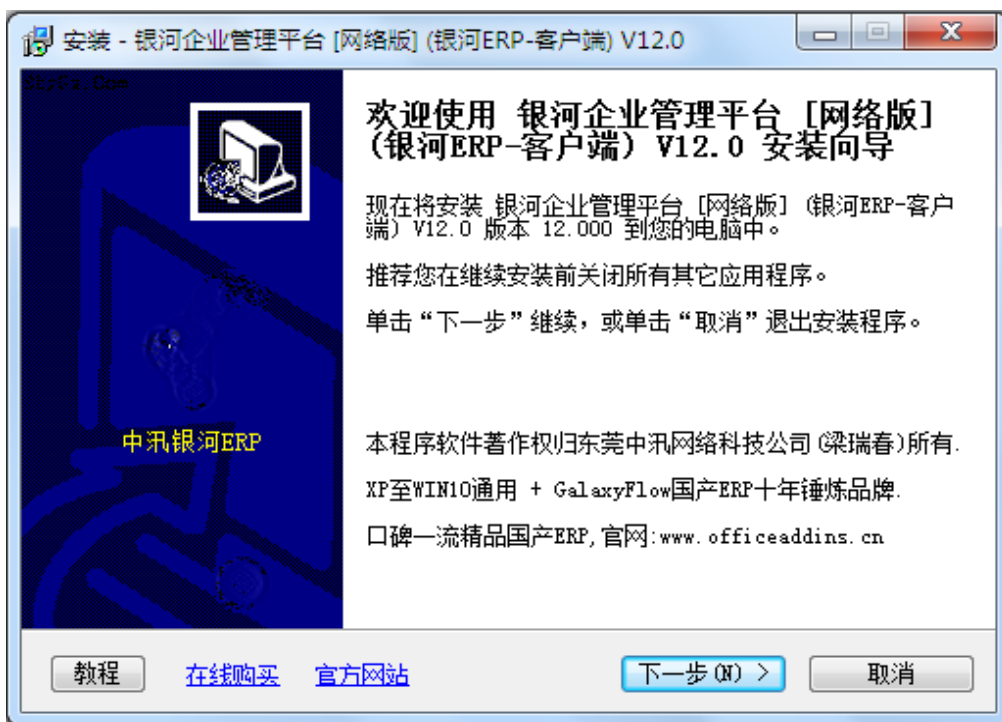 安装 - 银河企业管理平台 [网络版] (银河ERP-客户端) V12.0
欢迎使用 银河企业管理平台 [网络版]
(银河ERP-客户端) V12.0 安装向导
现在将安装 银河企业管理平台 [网络版] (银河ERP-客户
端) V12.0 版本 12.000 到您的电脑中。
推荐您在继续安装前关闭所有其它应用程序。
单击“下一步”继续，或单击“取消”退出安装程序。
中汛银河ERP
本程序软件著作权归东莞中汛网络科技公司(梁瑞春)所有.
XP至WIN10通用 + GalaxyFlow国产ERP十年锤炼品牌.
口碑一流精品国产ERP,官网:www.officeaddins.cn
教程 在线购买 官方网站 下一步(N) > 取消